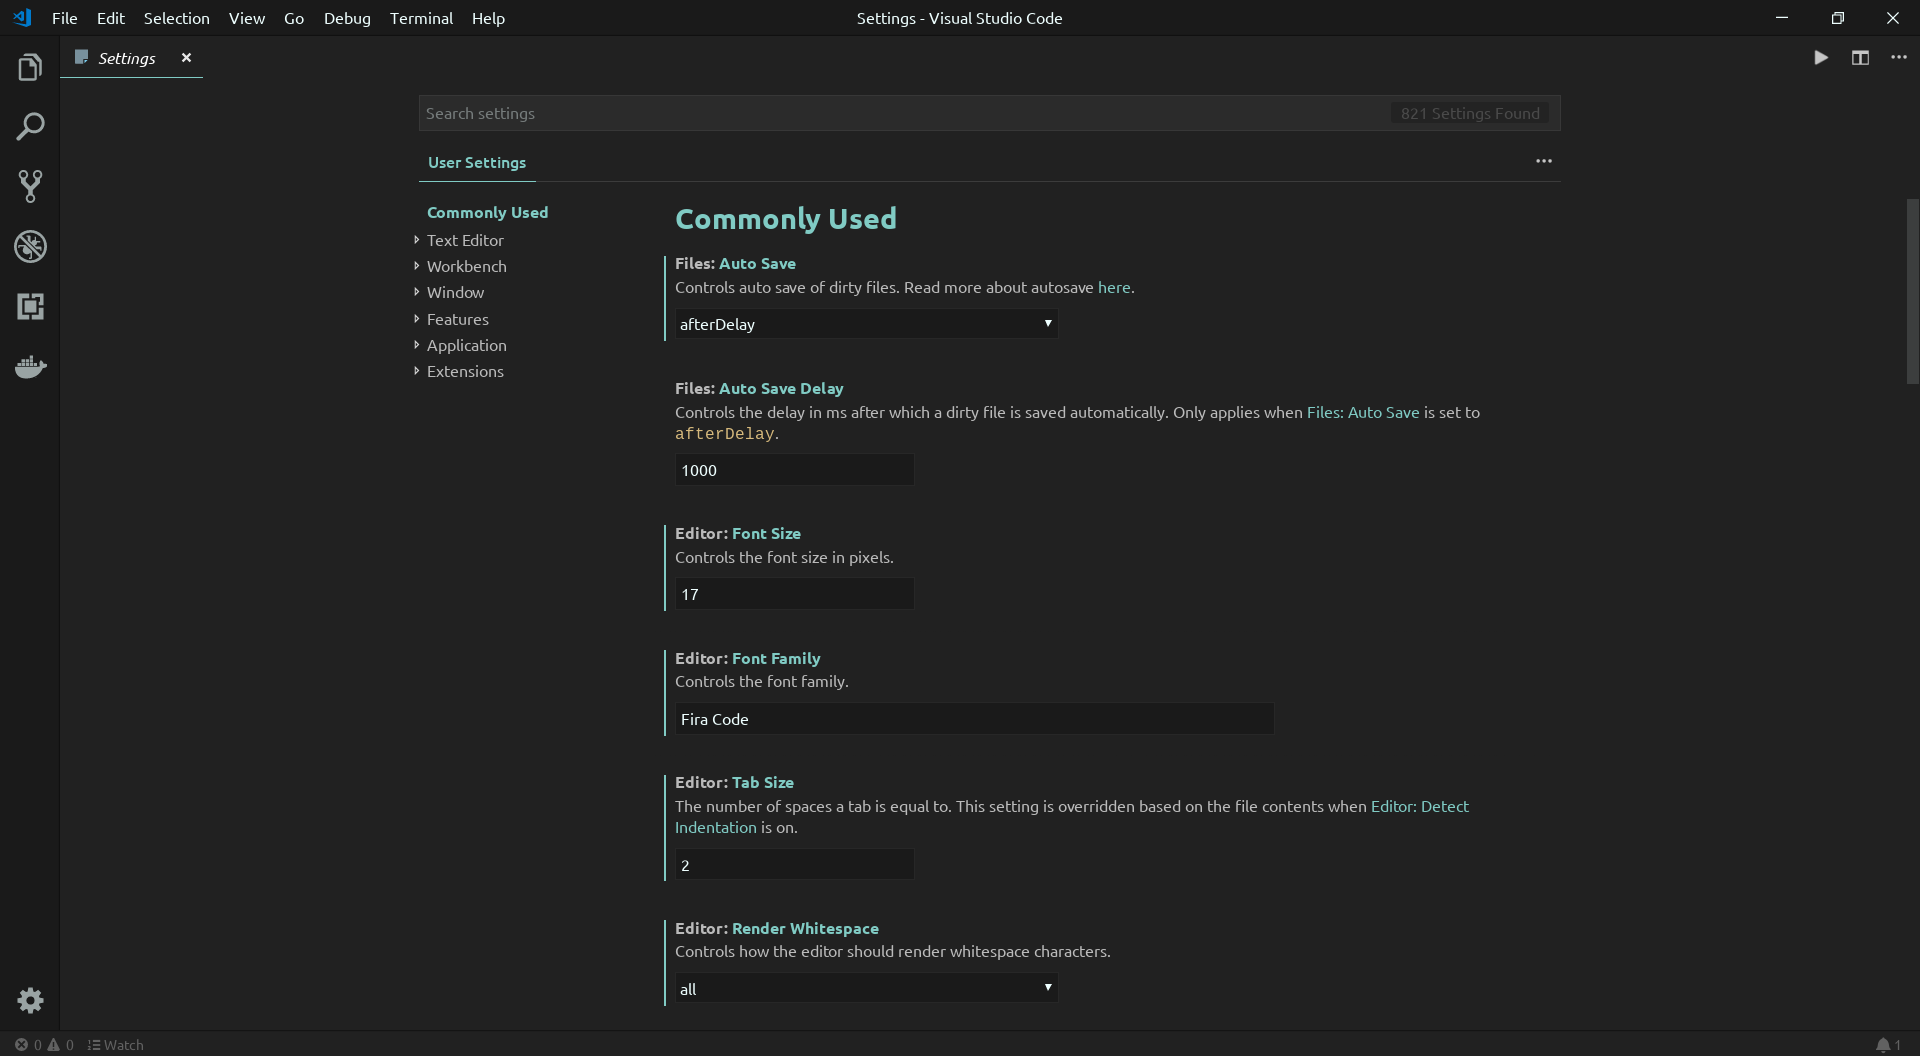 File Edit Selection View Go Debug Terminal Help
Settings - Visual Studio Code
Settings
Search settings
821 Settings Found
User Settings
Commonly Used
Text Editor
Workbench
Window
Features
Application
Extensions
Commonly Used
Files: Auto Save
Controls auto save of dirty files. Read more about autosave here.
afterDelay
Files: Auto Save Delay
Controls the delay in ms after which a dirty file is saved automatically. Only applies when Files: Auto Save is set to
afterDelay.
1000
Editor: Font Size
Controls the font size in pixels.
17
Editor: Font Family
Controls the font family.
Fira Code
Editor: Tab Size
The number of spaces a tab is equal to. This setting is overridden based on the file contents when Editor: Detect
Indentation is on.
2
Editor: Render Whitespace
Controls how the editor should render whitespace characters.
all
0 0 Watch
1